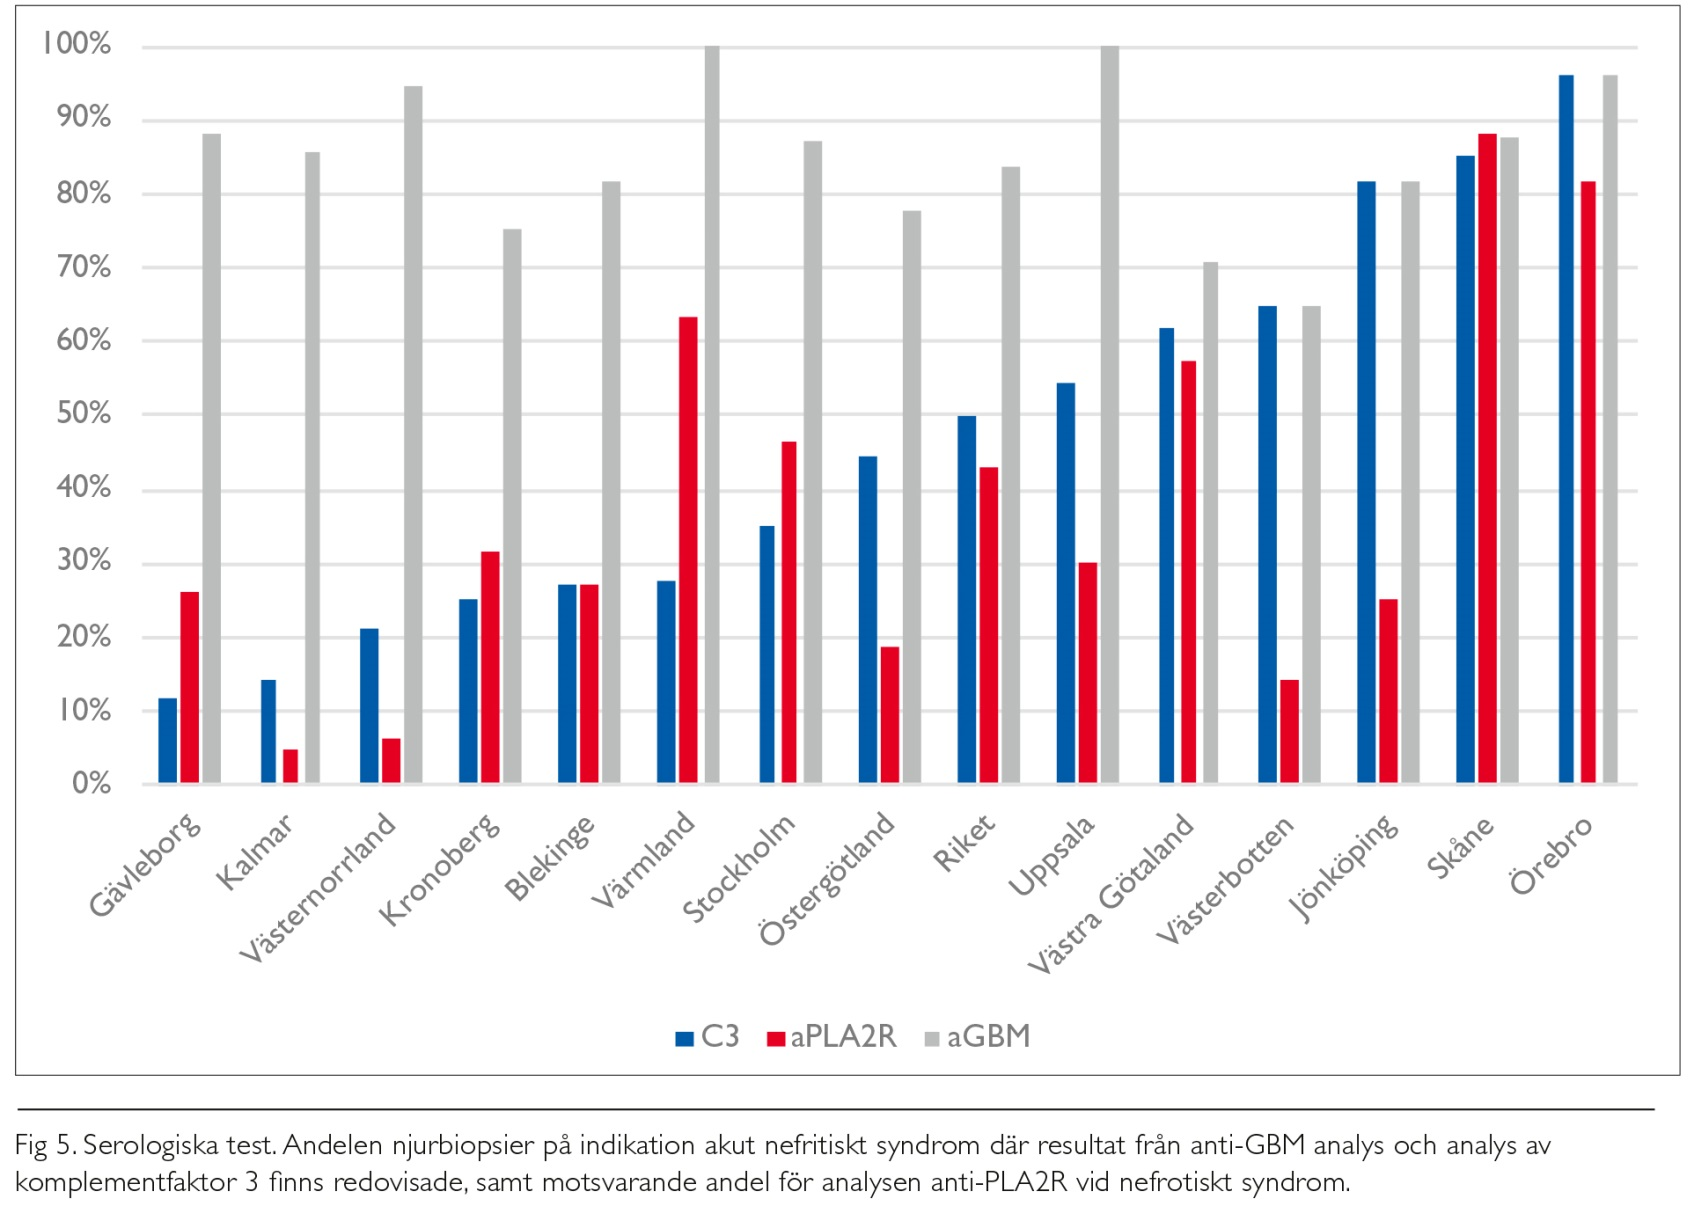 100%
90%
80%
70%
60%
50%
40%
30%
20%
10%
0%
Gävleborg
Kalmar
Västernorrland
Kronoberg
Blekinge
Värmland
Stockholm
Östergötland
Riket
Uppsala
Västra Götaland
Västerbotten
Jönköping
Skåne
Örebro
C3 aPLA2R aGBM
Fig 5. Serologiska test. Andelen njurbiopsier på indikation akut nefritiskt syndrom där resultat från anti-GBM analys och analys av
komplementfaktor 3 finns redovisade, samt motsvarande andel för analysen anti-PLA2R vid nefrotiskt syndrom.